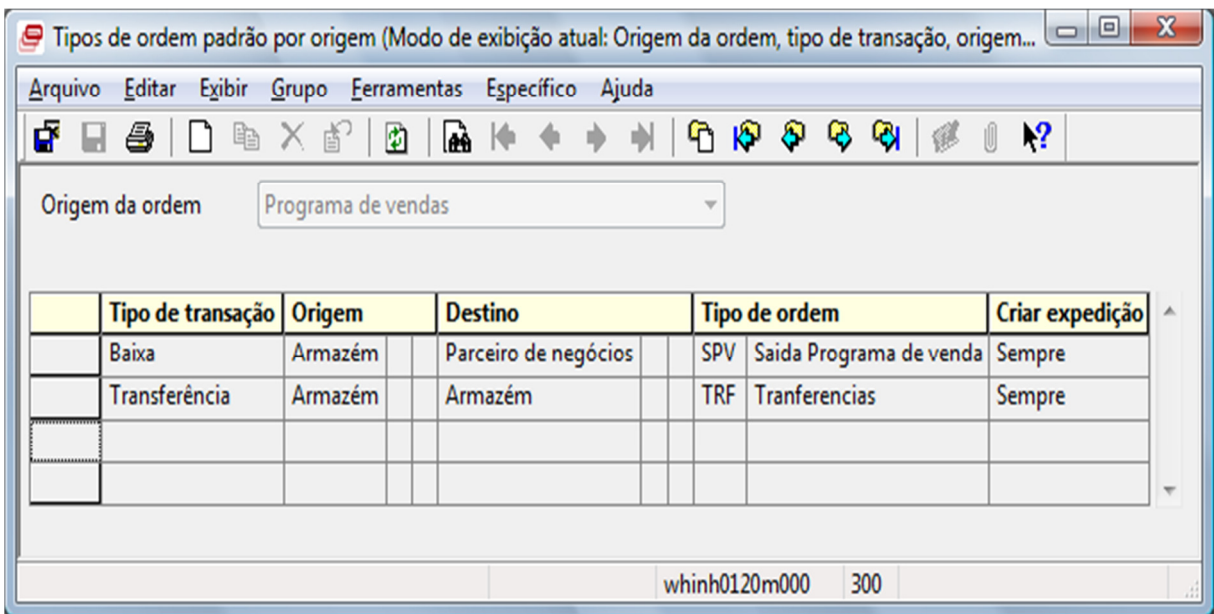 Tipos de ordem padrão por origem (Modo de exibição atual: Origem da ordem, tipo de transação, origem...
Arquivo Editar Exibir Grupo Ferramentas Específico Ajuda
Origem da ordem Programa de vendas
Tipo de transação Origem Destino Tipo de ordem Criar expedição
Baixa Armazém Parceiro de negócios SPV Saida Programa de venda Sempre
Transferência Armazém Armazém TRF Tranferencias Sempre
whinh0120m000 300